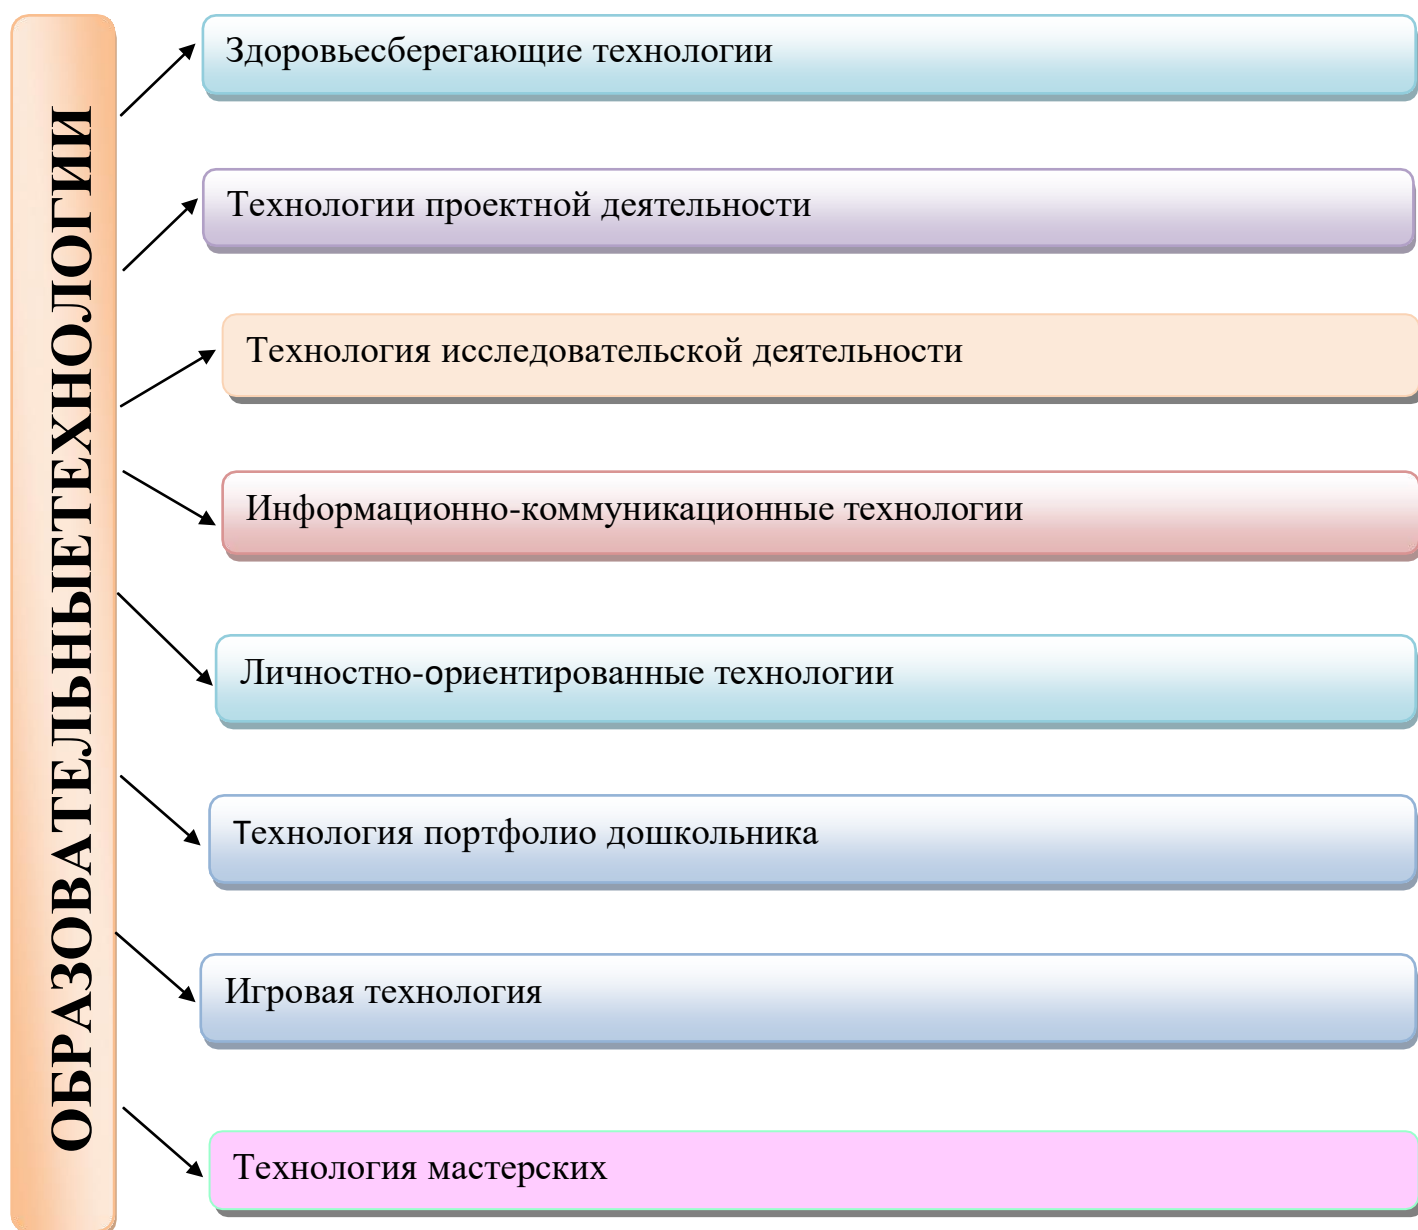 ОБРАЗОВАТЕЛЬНЫЕТЕХНОЛОГИИ
Здоровьесберегающие технологии
Технологии проектной деятельности
Технология исследовательской деятельности
Информационно-коммуникационные технологии
Личностно-ориентированные технологии
Технология портфолио дошкольника
Игровая технология
Технология мастерских